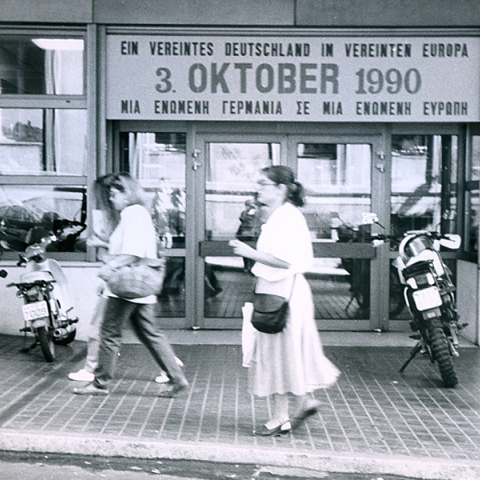 EIN VEREINTES DEUTSCHLAND IM VEREINTEN EUROPA
3. OKTOBER 1990
ΜΙΑ ΕΝΩΜΕΝΗ ΓΕΡΜΑΝΙΑ ΣΕ ΜΙΑ ΕΝΩΜΕΝΗ ΕΥΡΩΠΗ